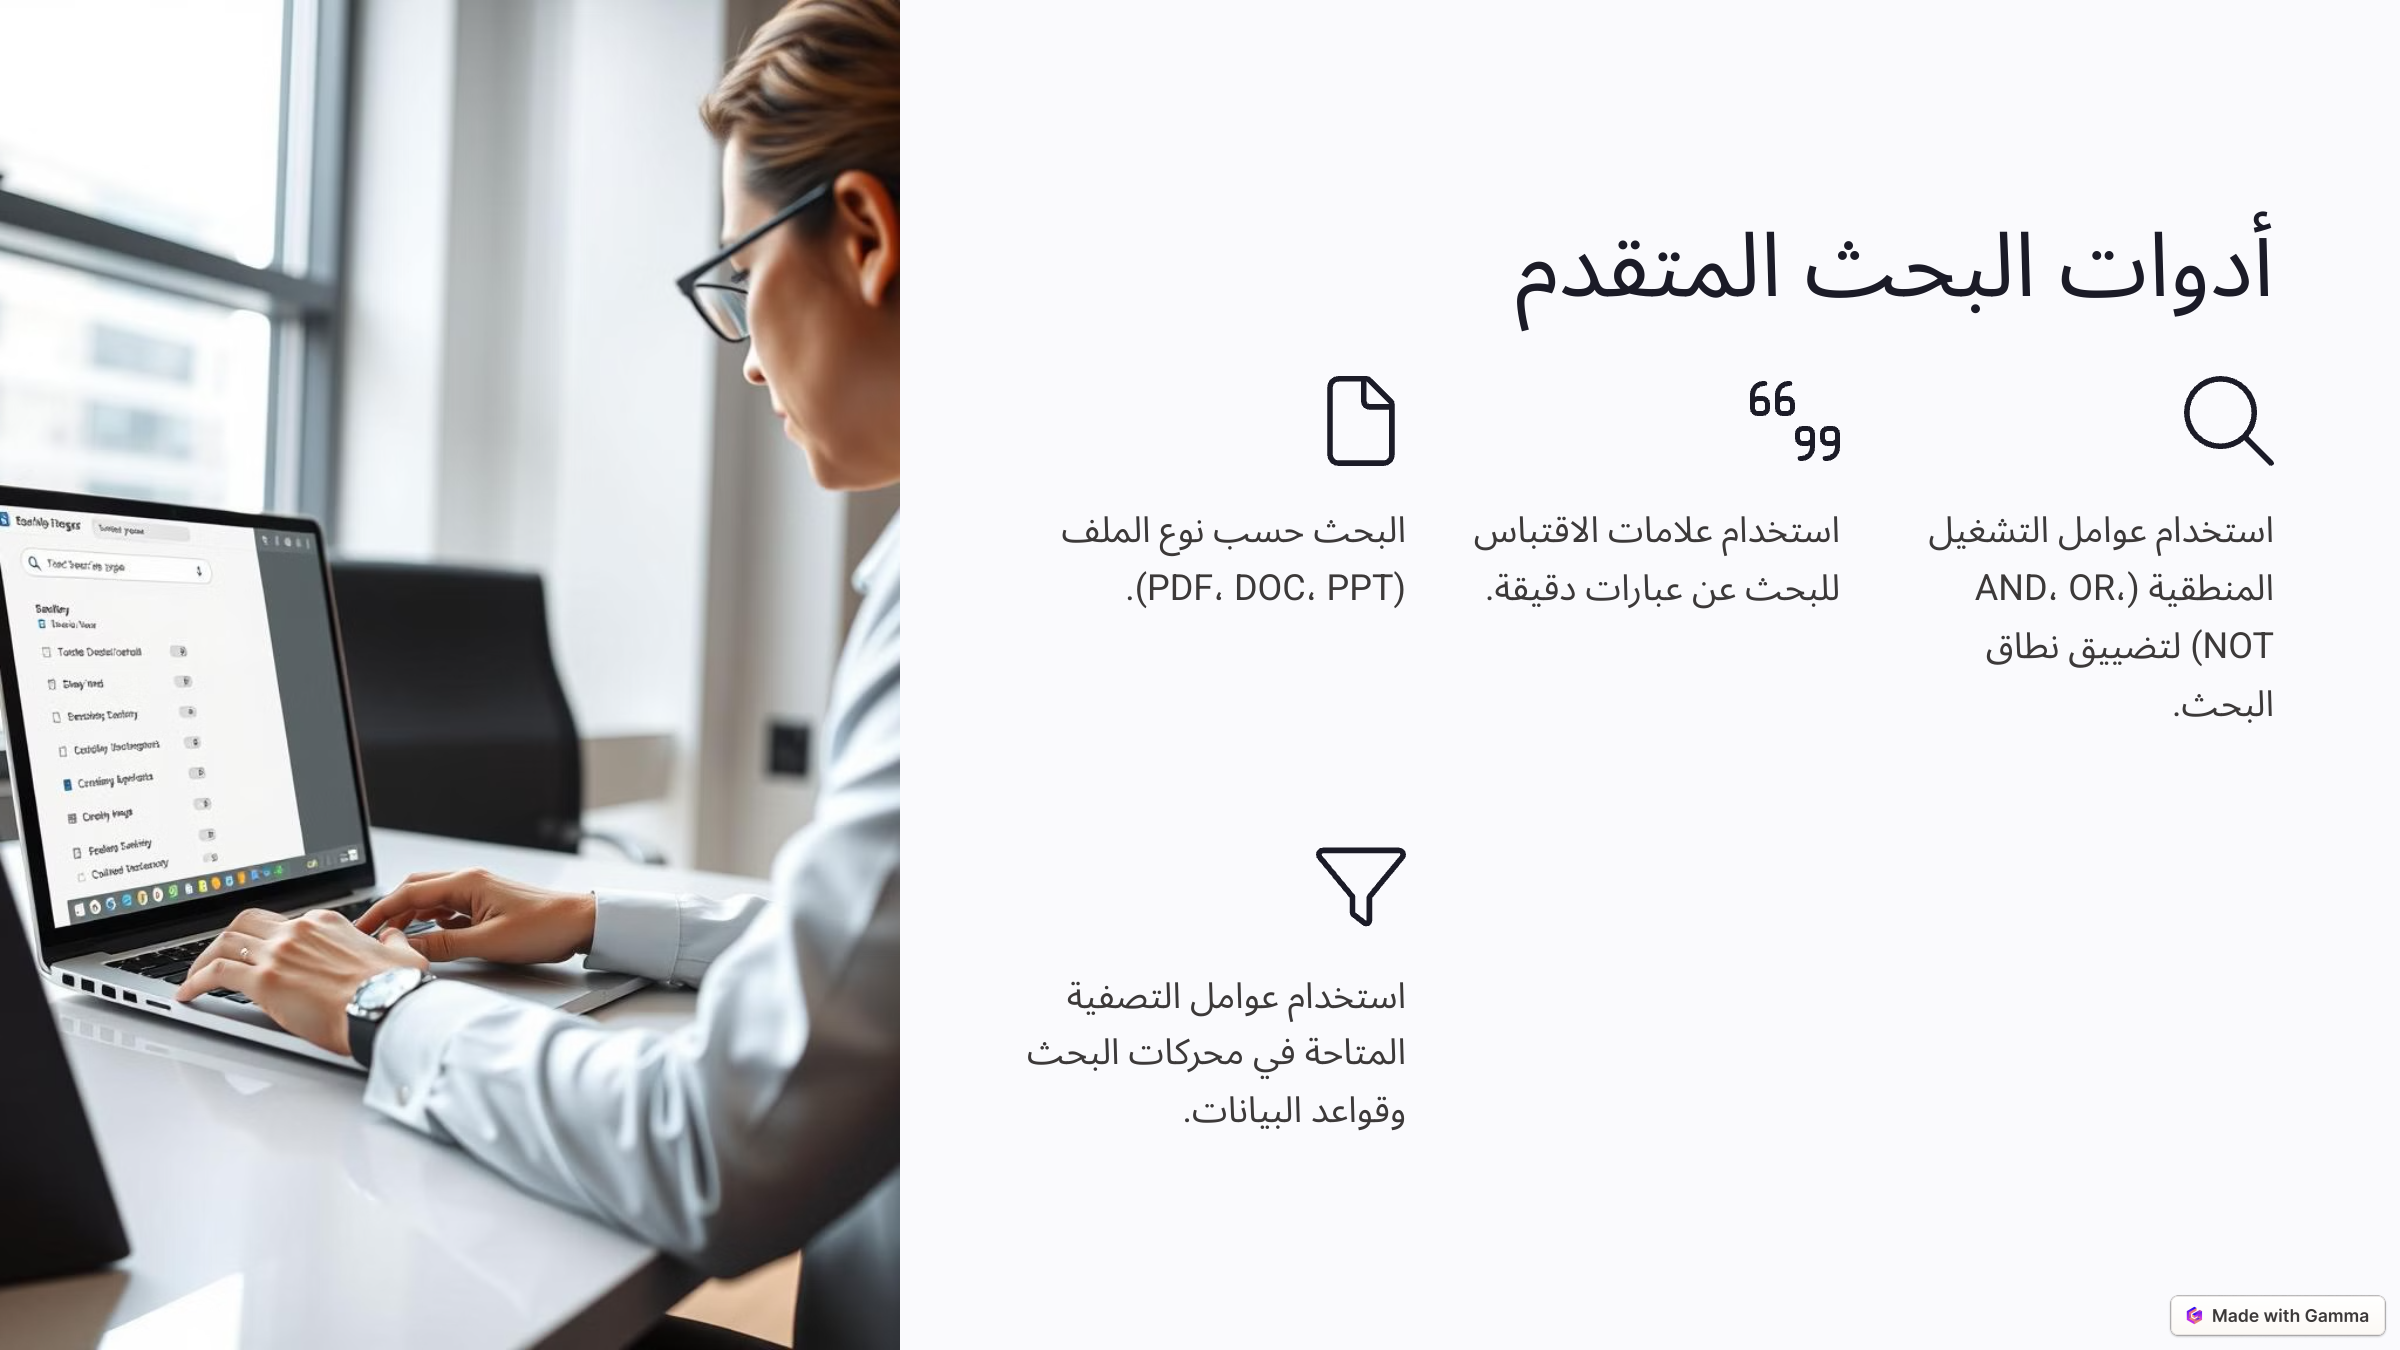 أدوات البحث المتقدم
استخدام عوامل التشغيل
المنطقية (AND، OR،
NOT) لتضييق نطاق
البحث.
استخدام علامات الاقتباس
للبحث عن عبارات دقيقة.
البحث حسب نوع الملف
(PDF، DOC، PPT).
استخدام عوامل التصفية
المتاحة في محركات البحث
وقواعد البيانات.
Made with Gamma